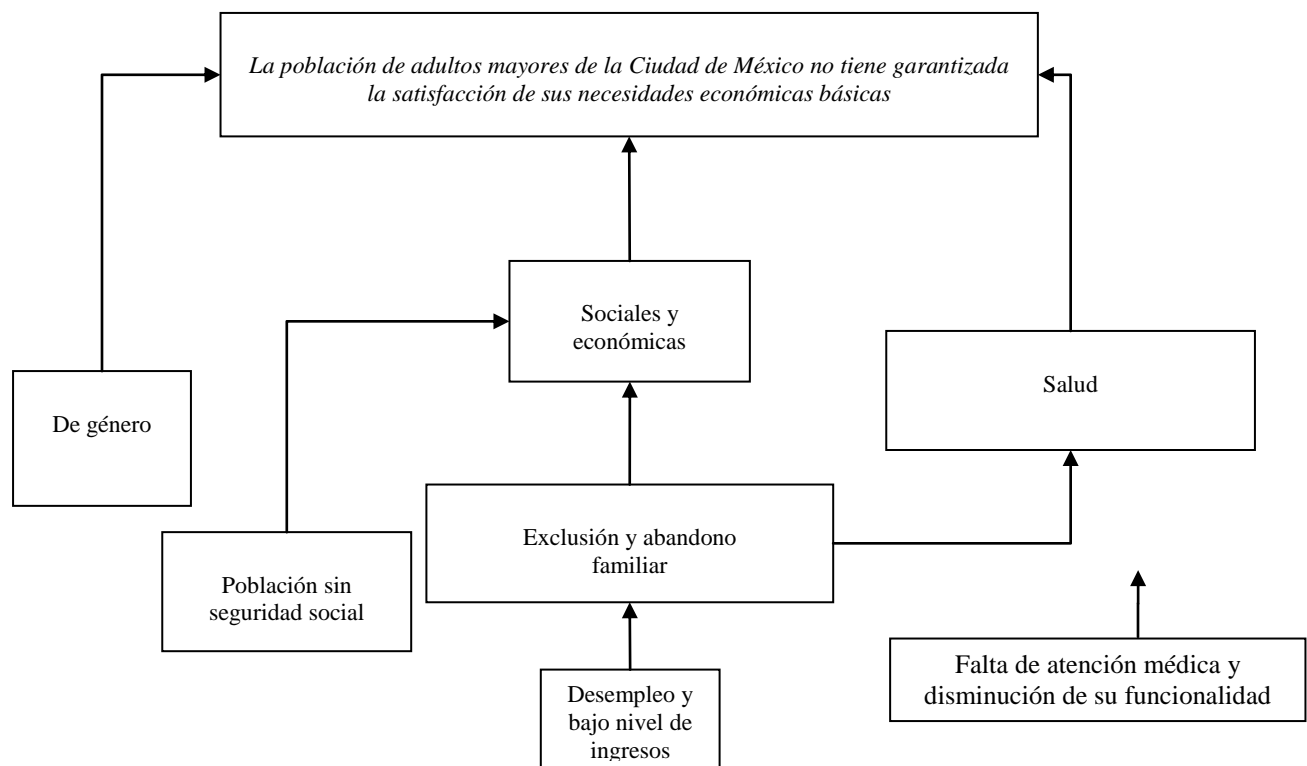 La población de adultos mayores de la Ciudad de México no tiene garantizada
la satisfacción de sus necesidades económicas básicas
Sociales y
económicas
Salud
De género
Exclusión y abandono
familiar
Población sin
seguridad social
Falta de atención médica y
disminución de su funcionalidad
Desempleo y
bajo nivel de
ingresos